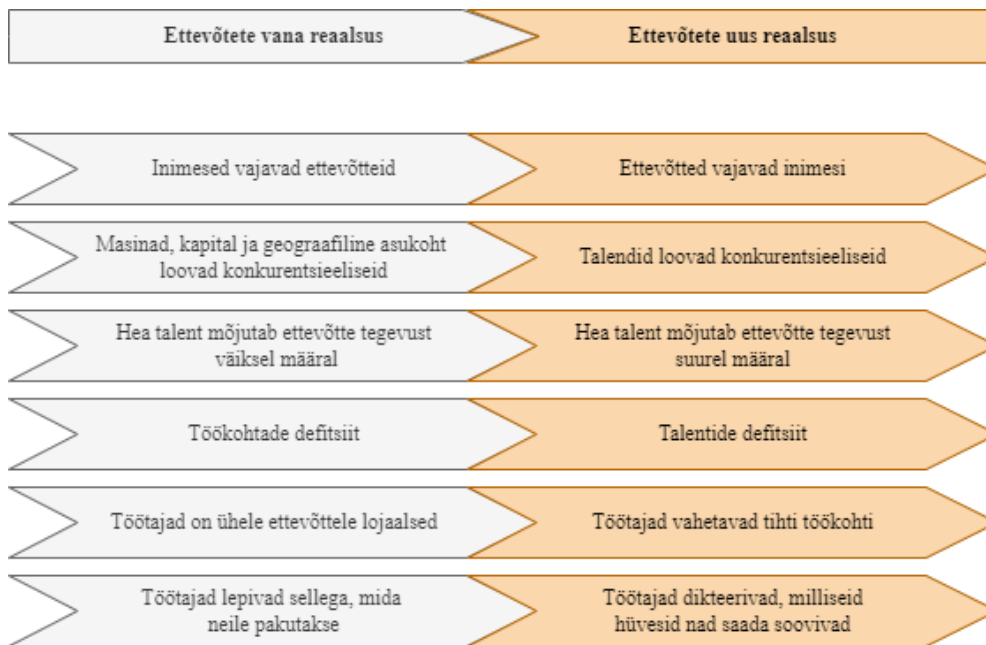 Ettevõtete vana reaalsus
Ettevõtete uus reaalsus
Inimesed vajavad ettevõtteid
Ettevõtted vajavad inimesi
Masinad, kapital ja geograafiline asukoht
loovad konkurentsieeliseid
Talendid loovad konkurentsieeliseid
Hea talent mõjutab ettevõtte tegevust
väiksel määral
Hea talent mõjutab ettevõtte tegevust
suurel määral
Töökohtade defitsiit
Talentide defitsiit
Töötajad on ühele ettevõttele lojaalsed
Töötajad vahetavad tihti töökohti
Töötajad lepivad sellega, mida
neile pakutakse
Töötajad dikteerivad, milliseid
hüvesid nad saada soovivad